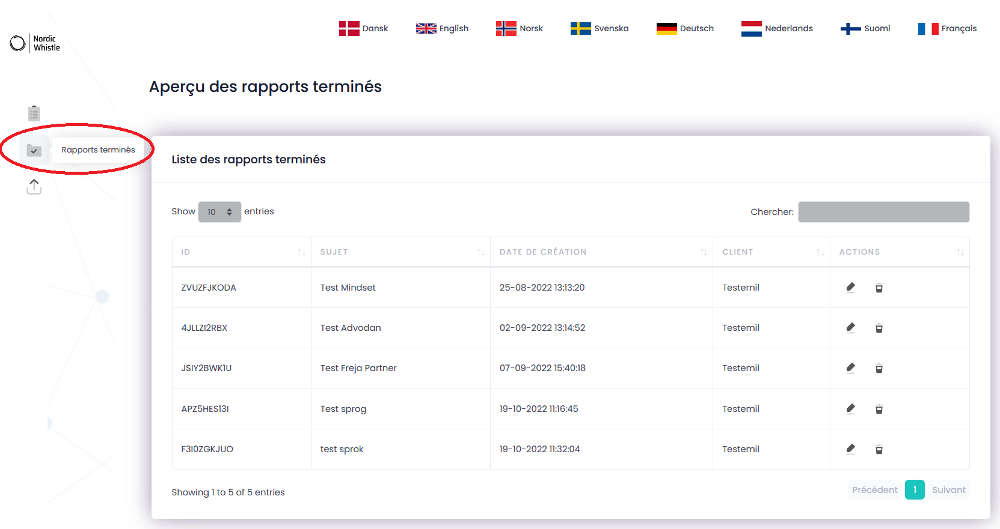 Dansk English Norsk Svenska Deutsch Nederlands Suomi Français
Nordic
Whistle
Aperçu des rapports terminés
Rapports terminés
Liste des rapports terminés
Show 10 entries Chercher:
ID SUJET DATE DE CRÉATION CLIENT ACTIONS
ZVUZFJKODA Test Mindset 25-08-2022 13:13:20 Testemil
4JLLZI2RBX Test Advodan 02-09-2022 13:14:52 Testemil
JSIY2BWK1U Test Freja Partner 07-09-2022 15:40:18 Testemil
APZ5HES13I Test sprog 19-10-2022 11:16:45 Testemil
F3I0ZGKJUO test sprok 19-10-2022 11:32:04 Testemil
Showing 1 to 5 of 5 entries Précédent 1 Suivant